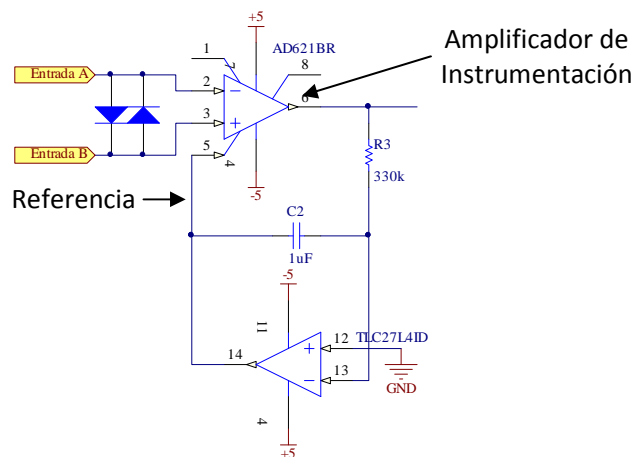 +5
1
7
AD621BR
8
Amplificador de
Instrumentación
Entrada A
2
6
3
Entrada B
5
4
-5
R3
330k
Referencia
C2
1uF
-5
11
12
TLC27L4ID
14
13
GND
4
+5